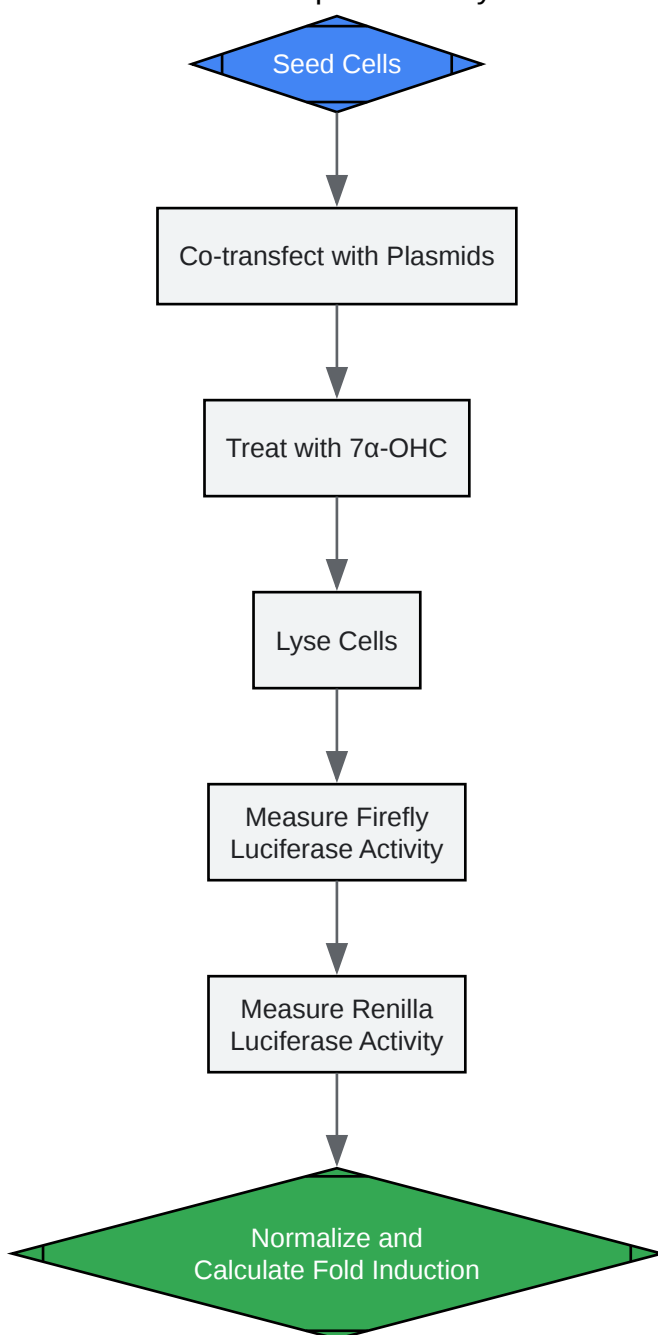 Seed Cells
Co-transfect with Plasmids
Treat with 7α-OHC
Lyse Cells
Measure Firefly
Luciferase Activity
Measure Renilla
Luciferase Activity
Normalize and
Calculate Fold Induction